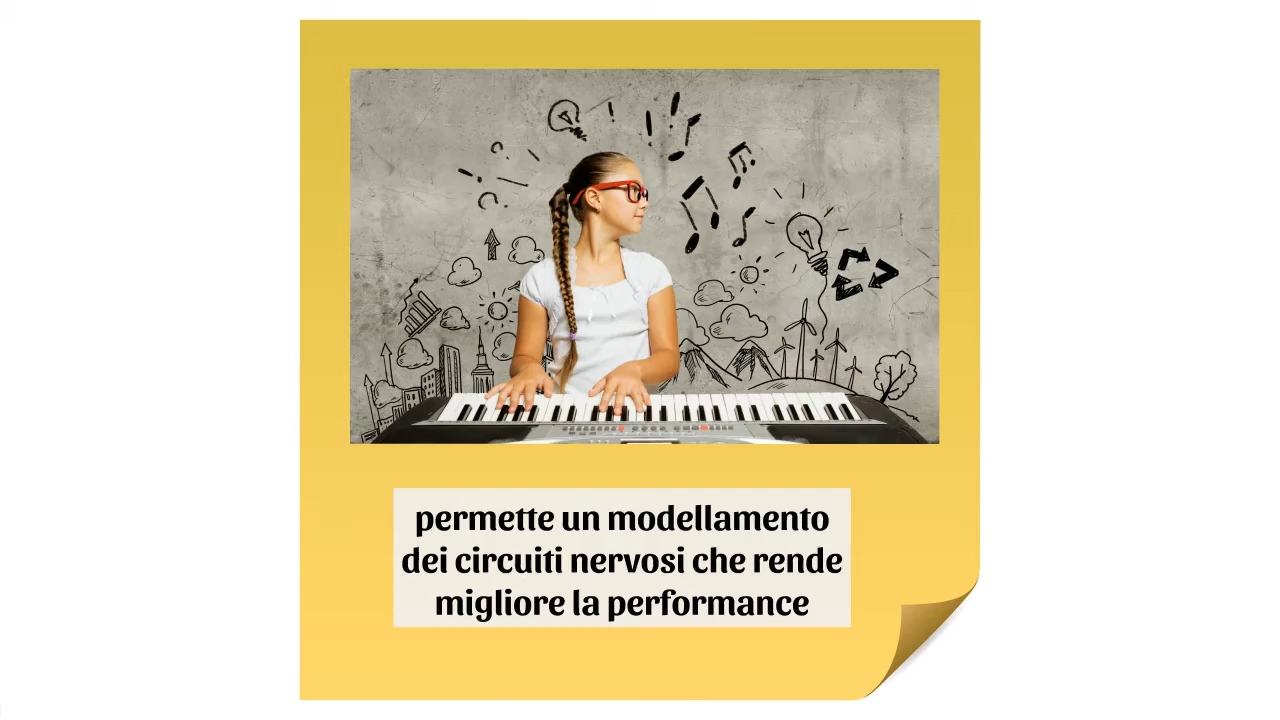 permette un modellamento
dei circuiti nervosi che rende
migliore la performance